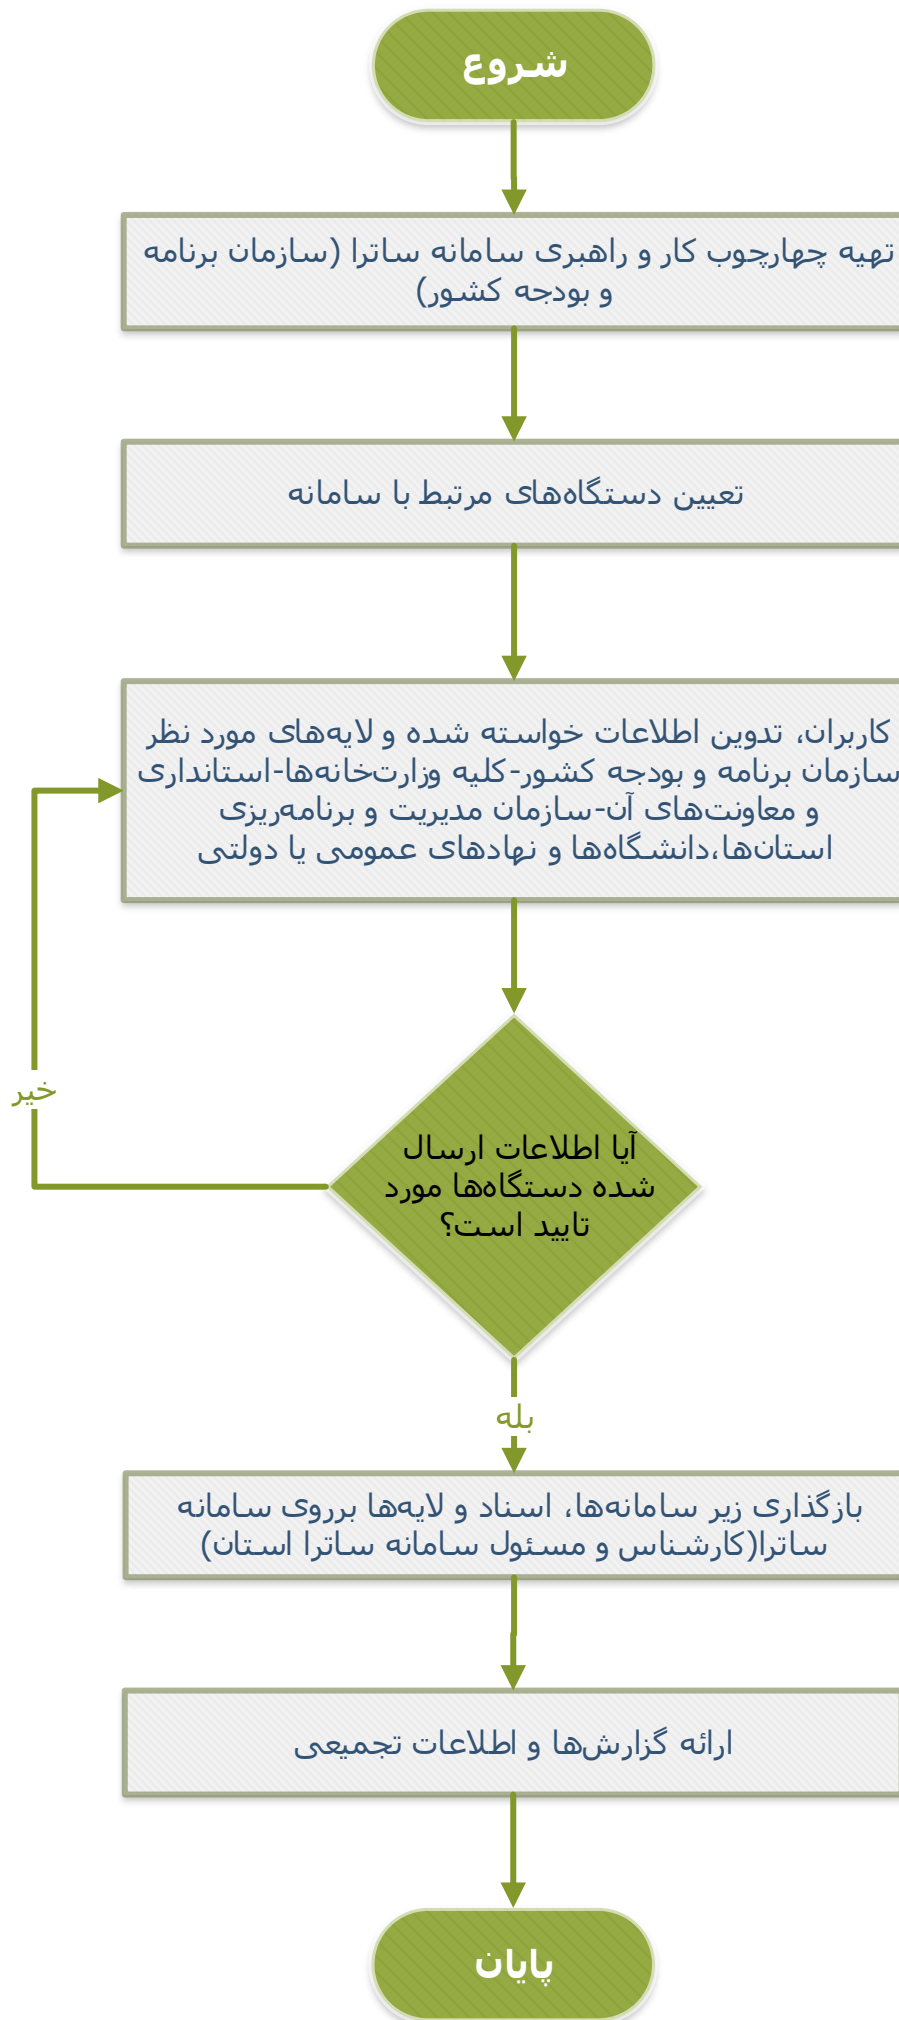 شروع
تهیه چهارچوب کار و راهبری سامانه ساترا (سازمان برنامه
و بودجه کشور)
تعیین دستگاه‌های مرتبط با سامانه
کاربران، تدوین اطلاعات خواسته شده و لایه‌های مورد نظر
سازمان برنامه و بودجه کشور-کلیه وزارت‌خانه‌ها-استانداری
و معاونت‌های آن-سازمان مدیریت و برنامه‌ریزی
استان‌ها،دانشگاه‌ها و نهادهای عمومی یا دولتی
خیر
آیا اطلاعات ارسال
شده دستگاه‌ها مورد
تایید است؟
بله
بازگذاری زیر سامانه‌ها، اسناد و لایه‌ها برروی سامانه
ساترا(کارشناس و مسئول سامانه ساترا استان)
ارائه گزارش‌ها و اطلاعات تجمیعی
پایان